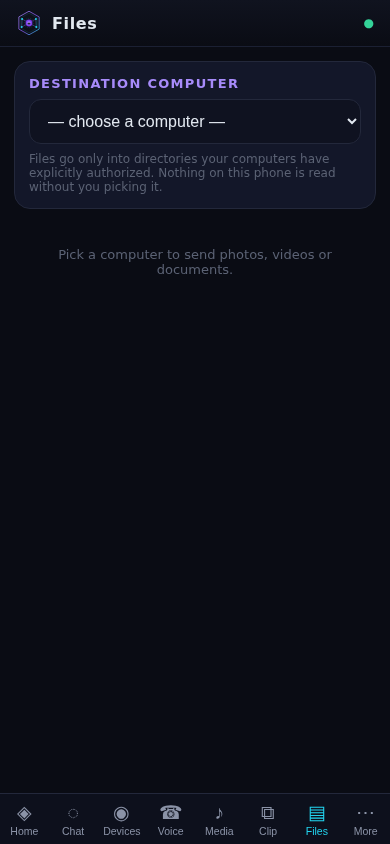 Files
DESTINATION COMPUTER
— choose a computer —
Files go only into directories your computers have
explicitly authorized. Nothing on this phone is read
without you picking it.
Pick a computer to send photos, videos or
documents.
Home Chat Devices Voice Media Clip Files More